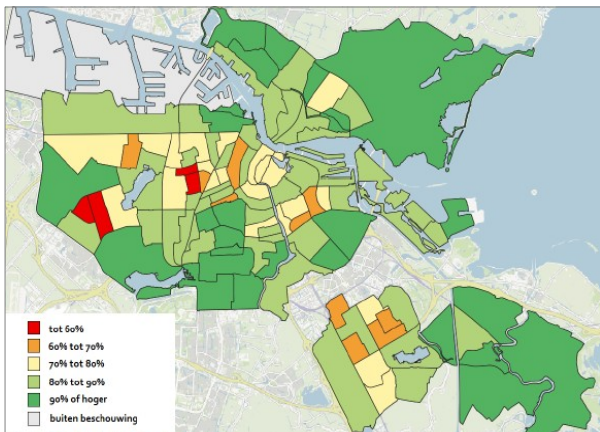 tot 60%
60% tot 70%
70% tot 80%
80% tot 90%
90% of hoger
buiten beschouwing